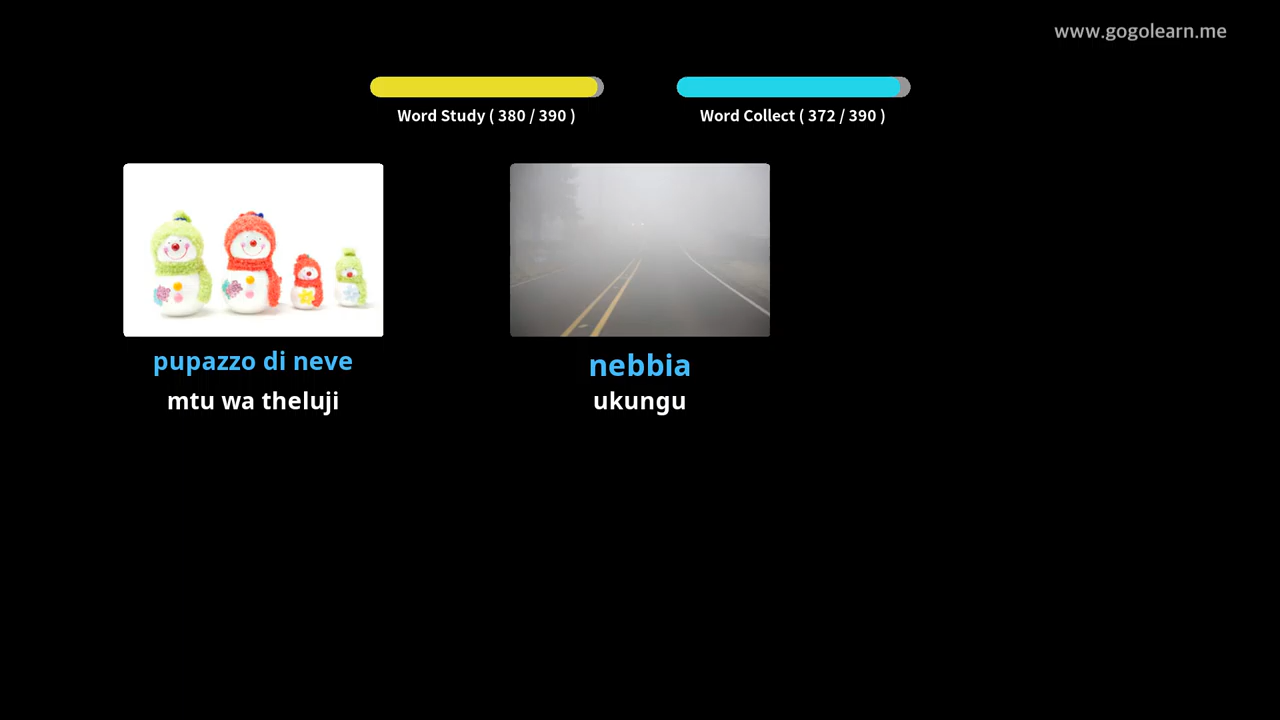 www.gogolearn.me
Word Study ( 380 / 390 )
Word Collect ( 372 / 390 )
pupazzo di neve
mtu wa theluji
nebbia
ukungu